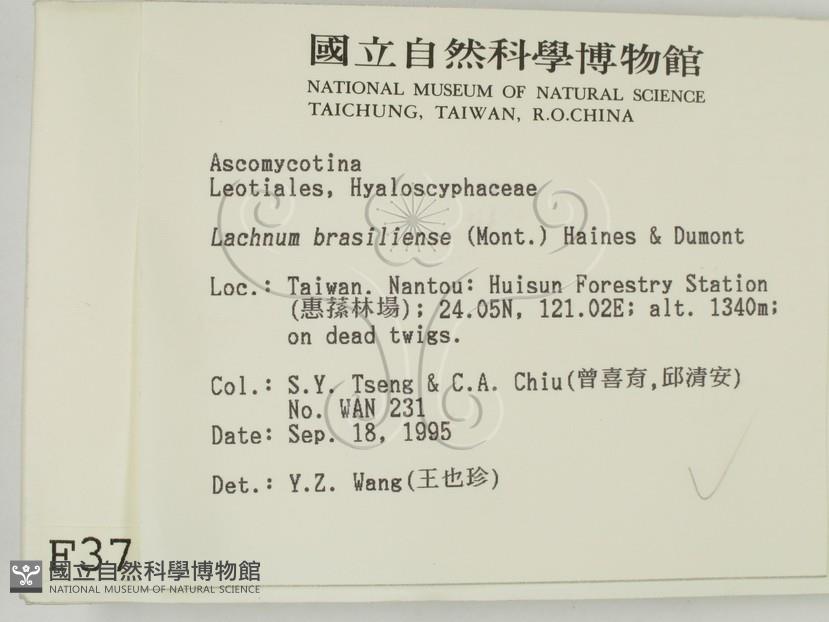 國立自然科學博物館
NATIONAL MUSEUM OF NATURAL SCIENCE
TAICHUNG, TAIWAN, R.O.CHINA
Ascomycotina
Leotiales, Hyaloscyphaceae
Lachnum brasiliense (Mont.) Haines & Dumont
Loc.: Taiwan. Nantou: Huisun Forestry Station
(惠蓀林場); 24.05N, 121.02E; alt. 1340m;
on dead twigs.
Col.: S.Y. Tseng & C.A. Chiu(曾喜育,邱清安)
No. WAN 231
Date: Sep. 18, 1995
Det.: Y.Z. Wang(王也珍)
F37
國立自然科學博物館
NATIONAL MUSEUM OF NATURAL SCIENCE